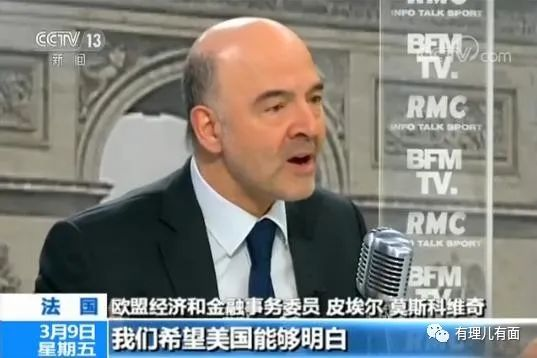 CCTV 13
新闻
RMC
INFO TALK SPORT
BFM
TV.
RMC
INFO TALK SPORT
BFM
TV.
RMC
INFO TALK SPORT
法国
欧盟经济和金融事务委员 皮埃尔 莫斯科维奇
3月9日
星期五
我们希望美国能够明白
有理儿有面